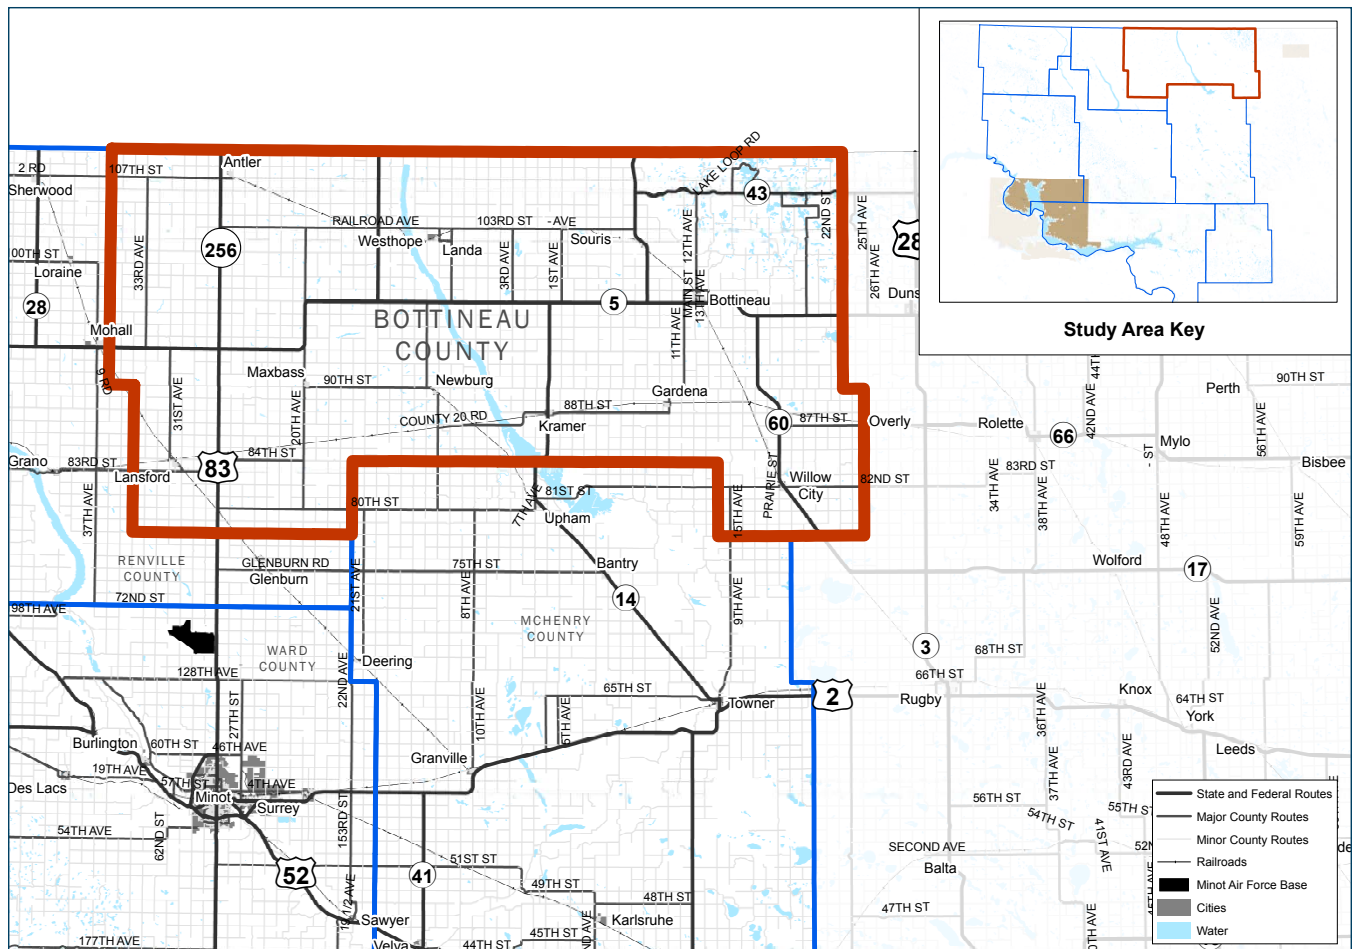 Study Area Key
LAKE LOOP RD
Antler
2 RD
107TH ST
Sherwood
43
22ND ST
25TH AVE
RAILROAD AVE
103RD ST
-AVE
12TH AVE
28
256
Westhope
Landa
Souris
00TH ST
33RD AVE
3RD AVE
1ST AVE
26TH AVE
Loraine
MAIN ST
13TH AVE
Bottineau
Duns
28
5
BOTTINEAU
COUNTY
Mohall
11TH AVE
9 RD
Maxbass
90TH ST
Newburg
Gardena
31ST AVE
20TH AVE
88TH ST
COUNTY 20 RD
Kramer
60
87TH ST
Overly
44TH
Perth
90TH ST
42ND AVE
56TH AVE
Rolette
66
- ST
Mylo
Bisbee
Grano
83RD ST
84TH ST
83
Lansford
PRAIRIE ST
Willow
City
82ND ST
83RD ST
34TH AVE
38TH AVE
48TH AVE
59TH AVE
37TH AVE
80TH ST
81ST ST
7TH AVE
Upham
15TH AVE
RENVILLE
COUNTY
GLENBURN RD
Glenburn
75TH ST
Bantry
Wolford
17
72ND ST
21ST AVE
8TH AVE
14
9TH AVE
98TH AVE
MCHENRY
COUNTY
52ND AVE
WARD
COUNTY
3
68TH ST
Deering
128TH AVE
22ND AVE
66TH ST
65TH ST
2
Rugby
Knox
64TH ST
York
Towner
27TH ST
10TH AVE
5TH AVE
36TH AVE
Burlington
60TH ST
46TH AVE
Granville
Leeds
43RD AVE
19TH AVE
57TH ST
4TH AVE
Des Lacs
Minot
Surrey
37TH AVE
56TH ST
54TH ST
55TH ST
54TH AVE
62ND ST
153RD ST
41ST AVE
SECOND AVE
52N
Balta
51ST ST
52
41
49TH ST
48TH ST
47TH ST
19 1/2 AVE
Sawyer
Karlsruhe
ND AVE
45TH ST
44TH ST
177TH AVE
Velva
State and Federal Routes
Major County Routes
Minor County Routes
Railroads
Minot Air Force Base
Cities
Water